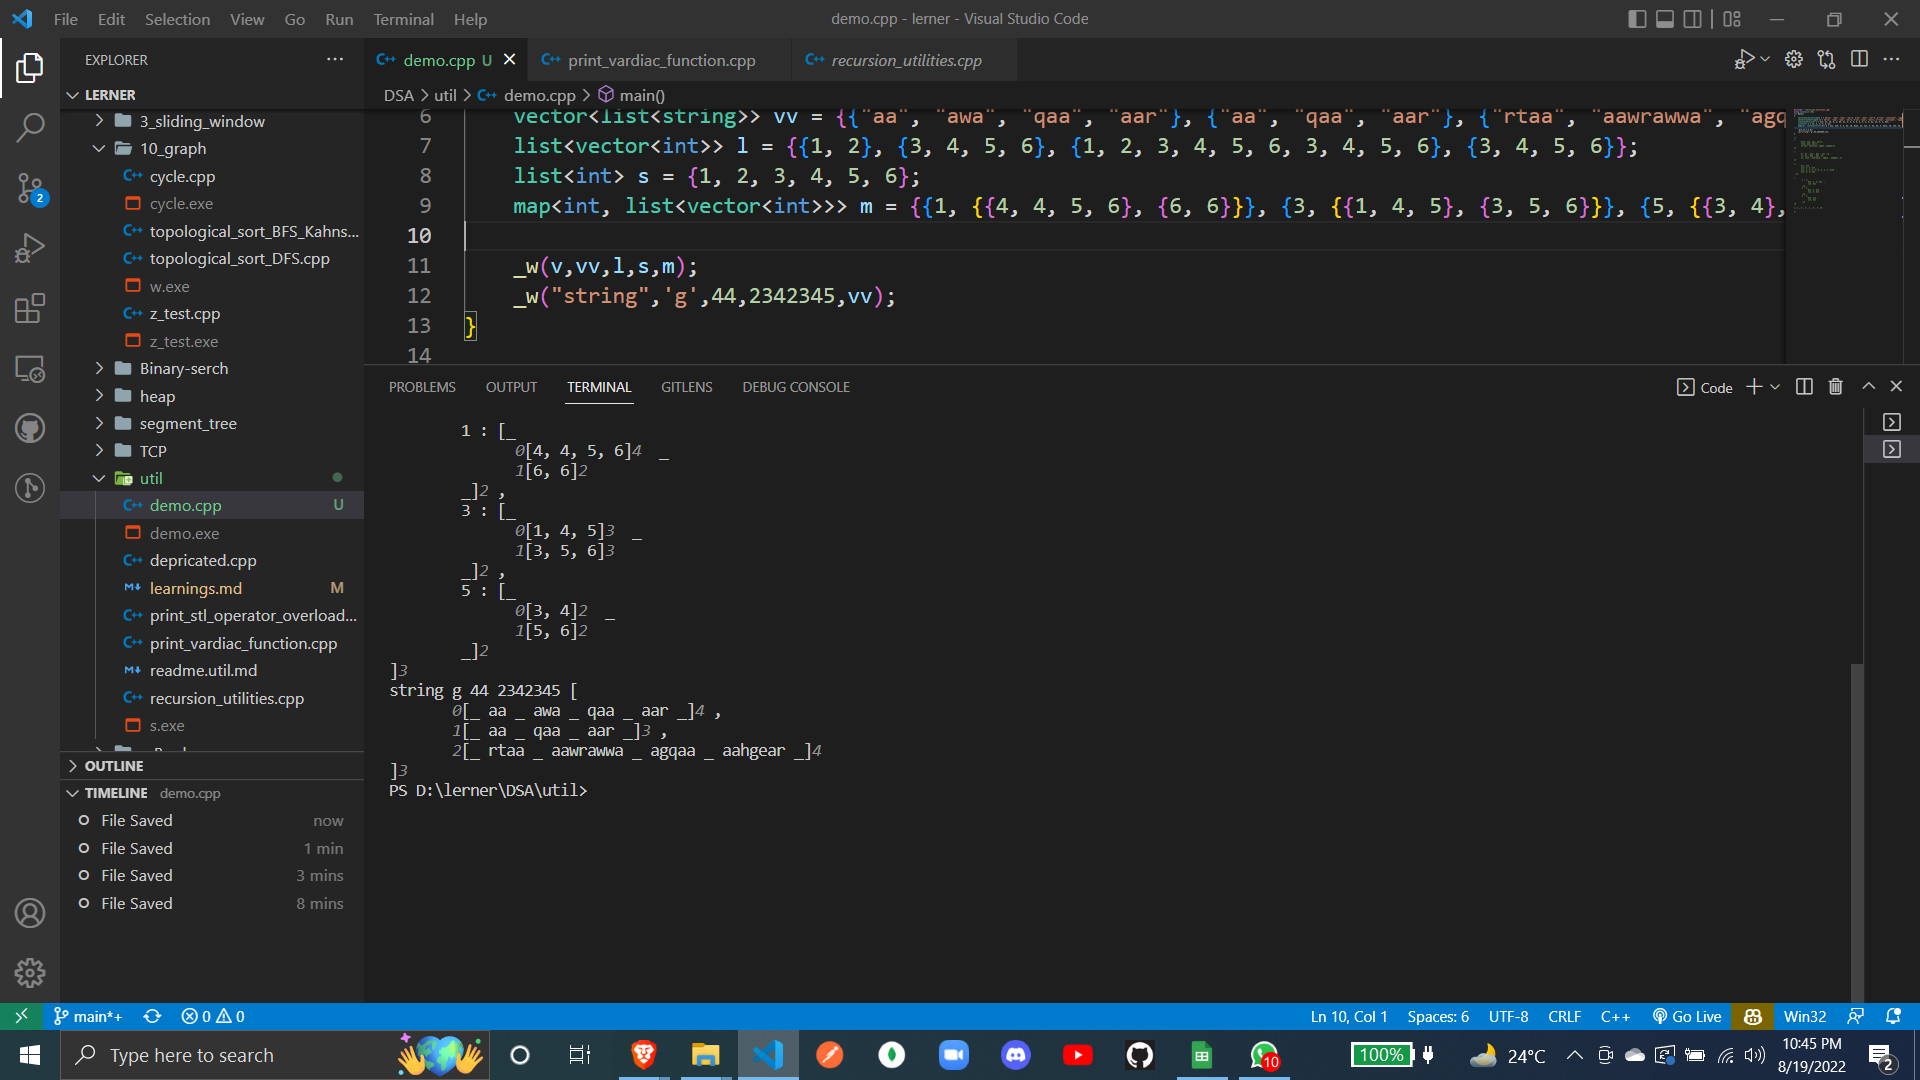 File Edit Selection View Go Run Terminal Help
demo.cpp - lerner - Visual Studio Code
EXPLORER
LERNER
3_sliding_window
10_graph
cycle.cpp
cycle.exe
topological_sort_BFS_Kahns...
topological_sort_DFS.cpp
w.exe
z_test.cpp
z_test.exe
Binary-serch
heap
segment_tree
TCP
util
demo.cpp U
demo.exe
depricated.cpp
learnings.md M
print_stl_operator_overload...
print_vardiac_function.cpp
readme.util.md
recursion_utilities.cpp
s.exe
OUTLINE
TIMELINE demo.cpp
File Saved now
File Saved 1 min
File Saved 3 mins
File Saved 8 mins
2
demo.cpp U
print_vardiac_function.cpp
recursion_utilities.cpp
DSA > util > demo.cpp > main()
6 vector<list<string>> vv = {{"aa", "awa", "qaa", "aar"}, {"aa", "qaa", "aar"}, {"rtaa", "aawrawwa", "agq
7 list<vector<int>> l = {{1, 2}, {3, 4, 5, 6}, {1, 2, 3, 4, 5, 6, 3, 4, 5, 6}, {3, 4, 5, 6}};
8 list<int> s = {1, 2, 3, 4, 5, 6};
9 map<int, list<vector<int>>> m = {{1, {{4, 4, 5, 6}, {6, 6}}}, {3, {{1, 4, 5}, {3, 5, 6}}}, {5, {{3, 4},
10
11 _w(v,vv,l,s,m);
12 _w("string",'g',44,2342345,vv);
13 }
14
PROBLEMS OUTPUT TERMINAL GITLENS DEBUG CONSOLE
Code
1 : [_
0[4, 4, 5, 6]4 _
1[6, 6]2
_]2 ,
3 : [_
0[1, 4, 5]3 _
1[3, 5, 6]3
_]2 ,
5 : [_
0[3, 4]2 _
1[5, 6]2
_]2
]3
string g 44 2342345 [
0[_ aa _ awa _ qaa _ aar _]4 ,
1[_ aa _ qaa _ aar _]3 ,
2[_ rtaa _ aawrawwa _ agqaa _ aahgear _]4
]3
PS D:\lerner\DSA\util>
main*+ 0 0
Ln 10, Col 1 Spaces: 6 UTF-8 CRLF C++ Go Live Win32
Type here to search
10
100%
24°C
10:45 PM
8/19/2022
2